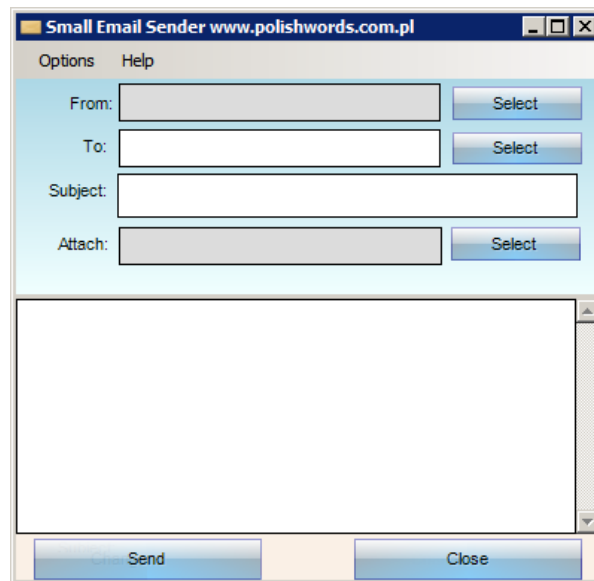 Small Email Sender www.polishwords.com.pl
Options Help
From: Select
To: Select
Subject:
Attach: Select
Send Close